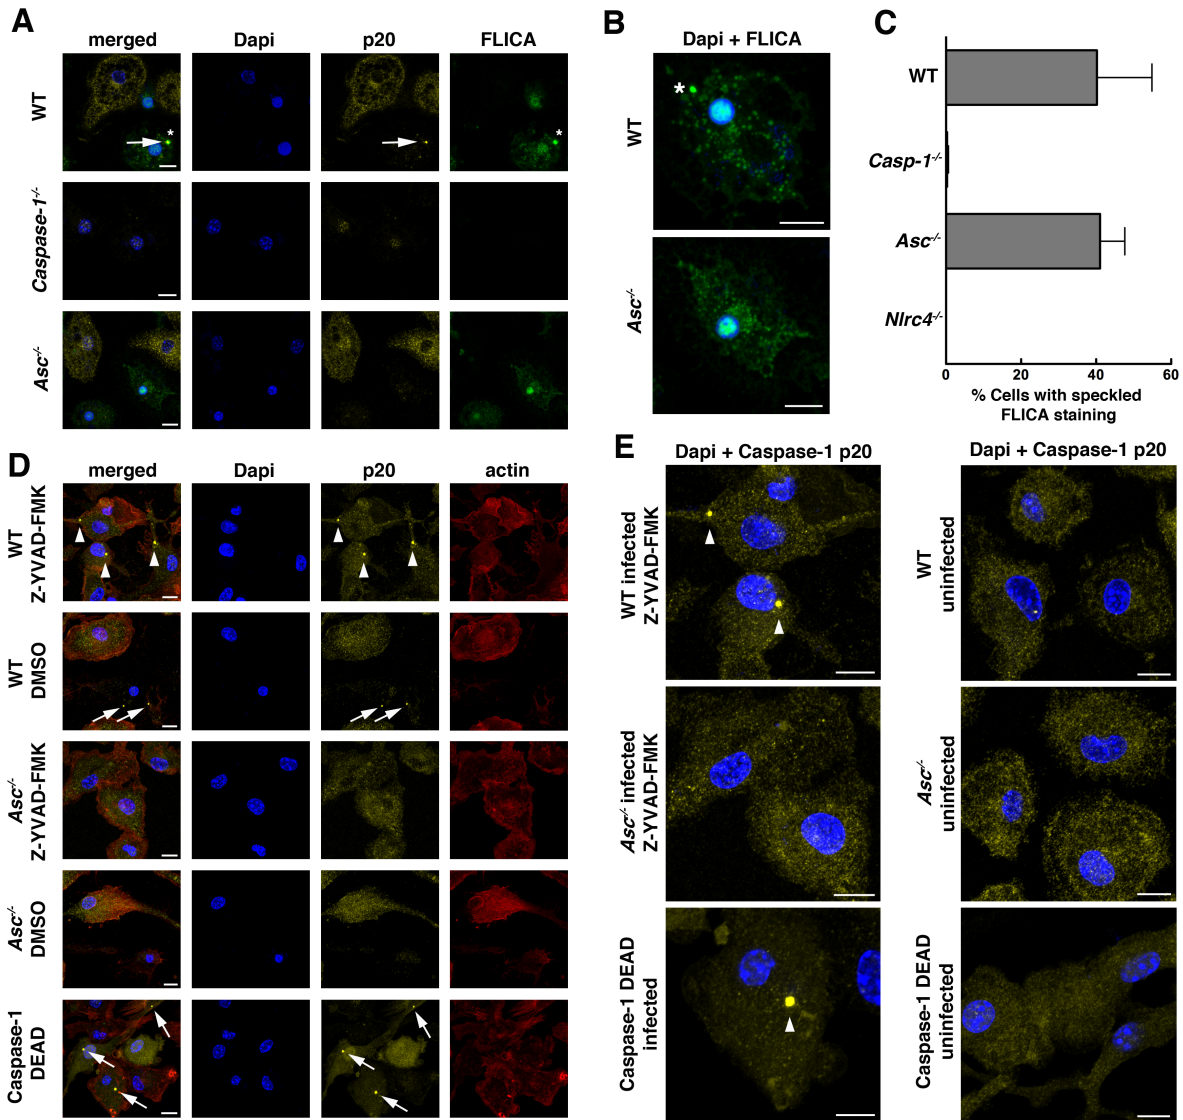 A
merged Dapi p20 FLICA
WT
*
*
Caspase-1-/-
Asc-/-
B
Dapi + FLICA
WT
*
Asc-/-
C
WT
Casp-1-/-
Asc-/-
Nlrc4-/-
0 20 40 60
% Cells with speckled
FLICA staining
D
merged Dapi p20 actin
WT
Z-YVAD-FMK
WT
DMSO
Asc-/-
Z-YVAD-FMK
Asc-/-
DMSO
Caspase-1
DEAD
E
Dapi + Caspase-1 p20 Dapi + Caspase-1 p20
WT infected
Z-YVAD-FMK
WT
uninfected
Asc-/- infected
Z-YVAD-FMK
Asc-/-
uninfected
Caspase-1 DEAD
infected
Caspase-1 DEAD
uninfected